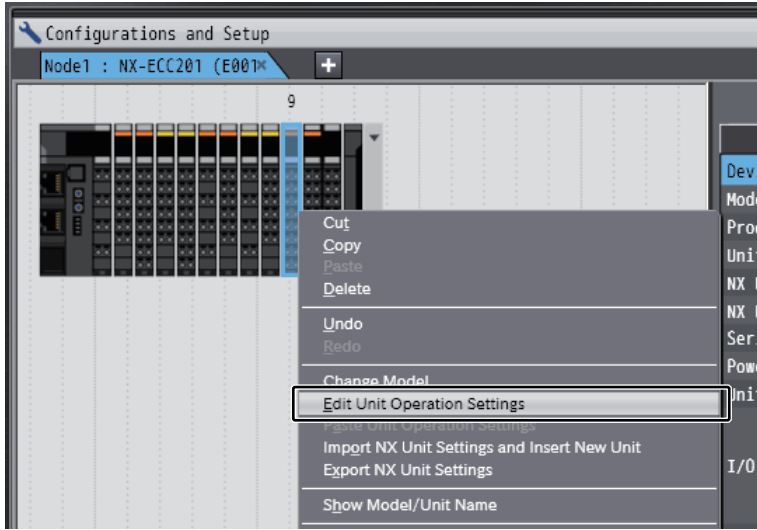 Configurations and Setup
Node1 : NX-ECC201 (E001
9
Cut
Copy
Paste
Delete
Undo
Redo
Change Model
Edit Unit Operation Settings
Paste Unit Operation Settings
Import NX Unit Settings and Insert New Unit
Export NX Unit Settings
Show Model/Unit Name
Dev
Mod
Pro
Uni
NX
NX
Ser
Pow
Uni
I/O